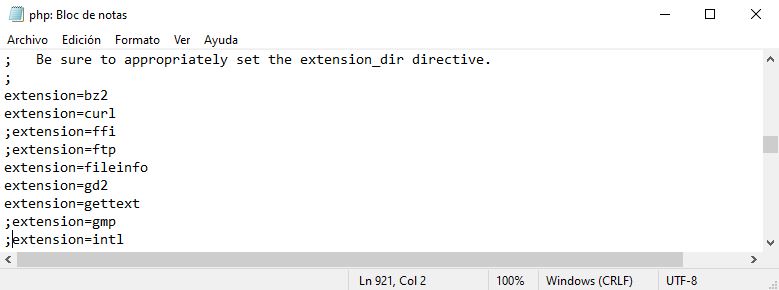 php: Bloc de notas
Archivo Edición Formato Ver Ayuda
;   Be sure to appropriately set the extension_dir directive.
;
extension=bz2
extension=curl
;extension=ffi
;extension=ftp
extension=fileinfo
extension=gd2
extension=gettext
;extension=gmp
;extension=intl
Ln 921, Col 2 100% Windows (CRLF) UTF-8